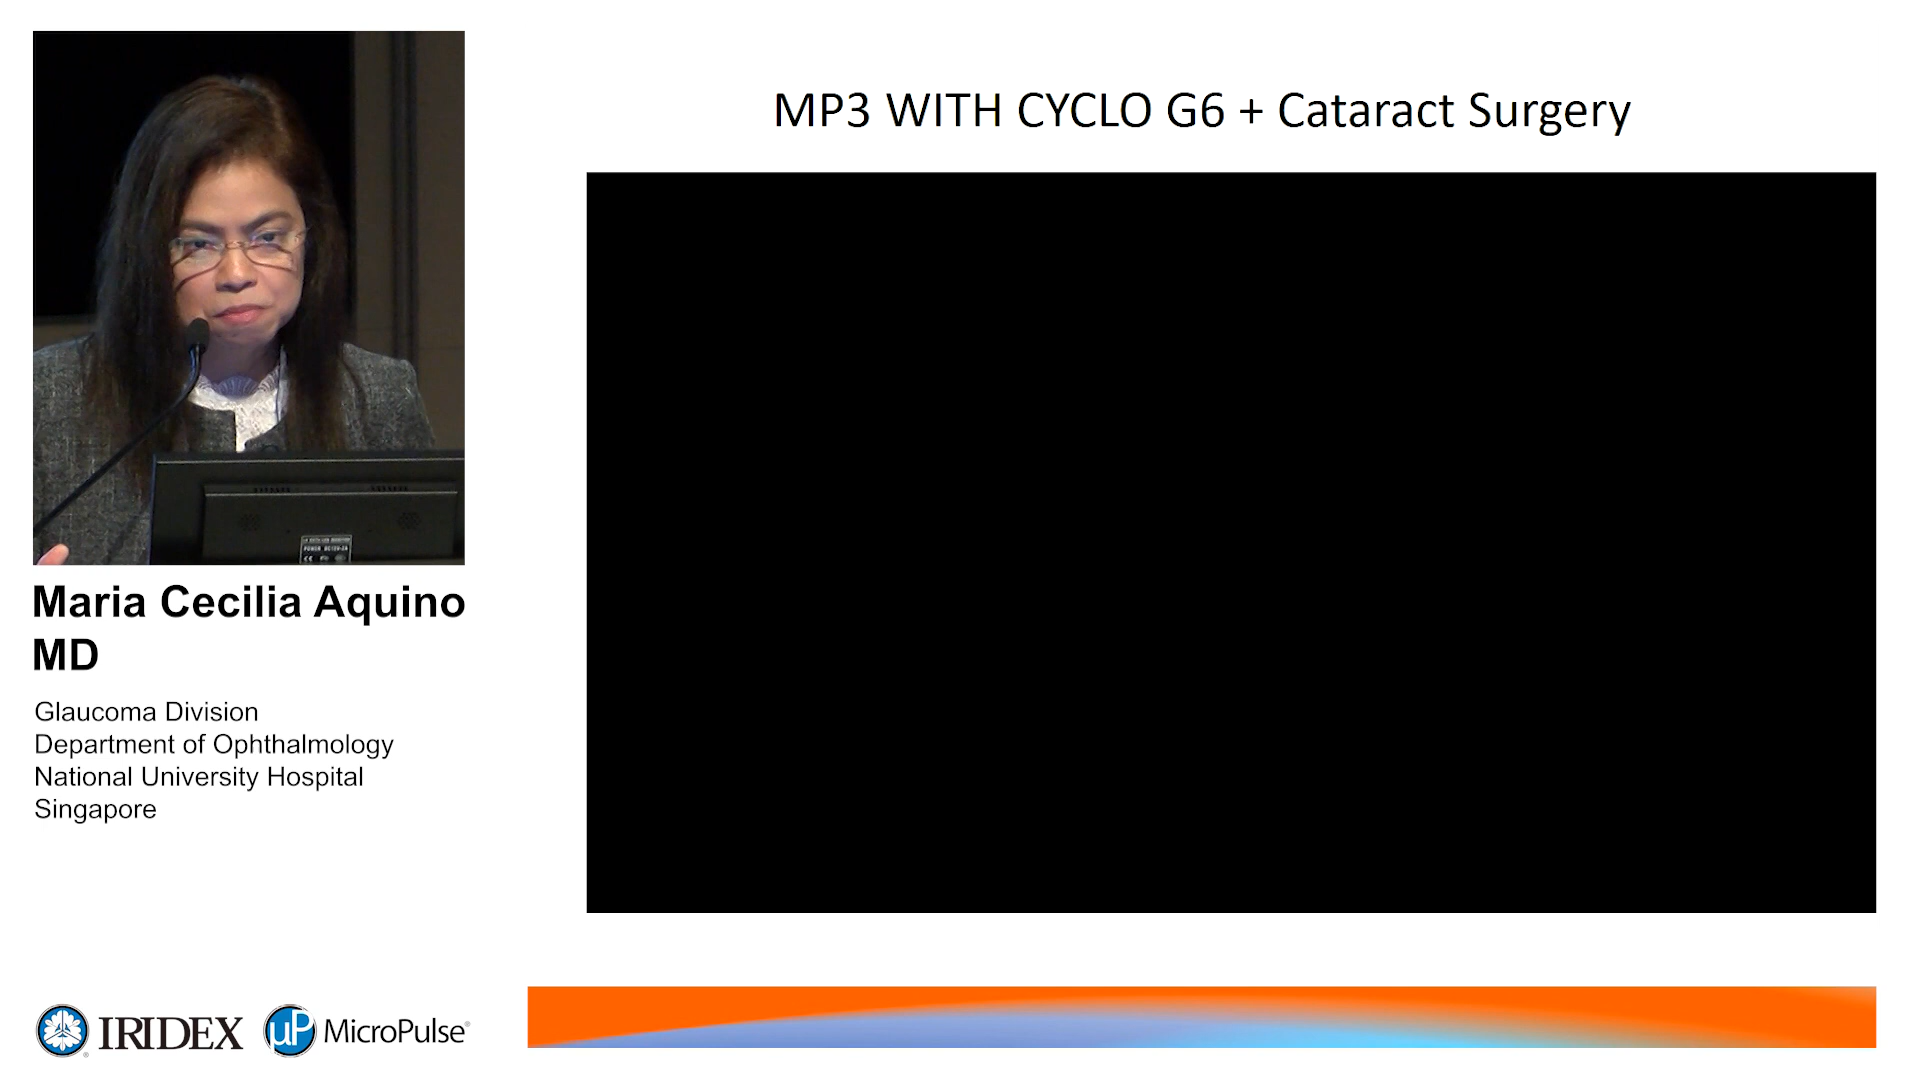 MP3 WITH CYCLO G6 + Cataract Surgery
Maria Cecilia Aquino
MD
Glaucoma Division
Department of Ophthalmology
National University Hospital
Singapore
IRIDEX
µP MicroPulse®